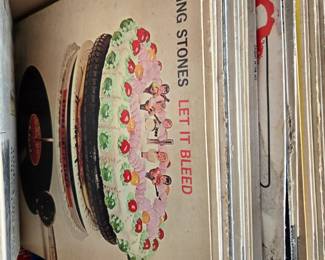 NG STONES LET IT BLEED